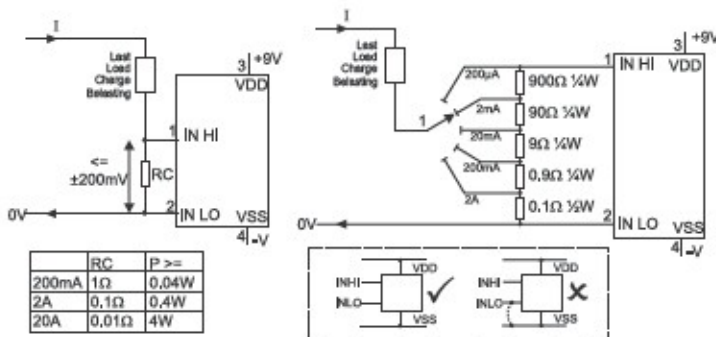 I
Last
Load
Charge
Belasting
3 +9V
VDD
1
IN HI
<=
±200mV
RC
0V
2
IN LO
VSS
4 -V
RC P >=
200mA 1Ω 0,04W
2A 0,1Ω 0,4W
20A 0,01Ω 4W
I
Last
Load
Charge
Belasting
1
200µA
2mA
20mA
200mA
2A
900Ω ¼W
90Ω ¼W
9Ω ¼W
0,9Ω ¼W
0.1Ω ½W
3 +9V
VDD
1
IN HI
0V
2
IN LO
VSS
4 -V
VDD
INHI
INLO
VSS
VDD
INHI
INLO
VSS